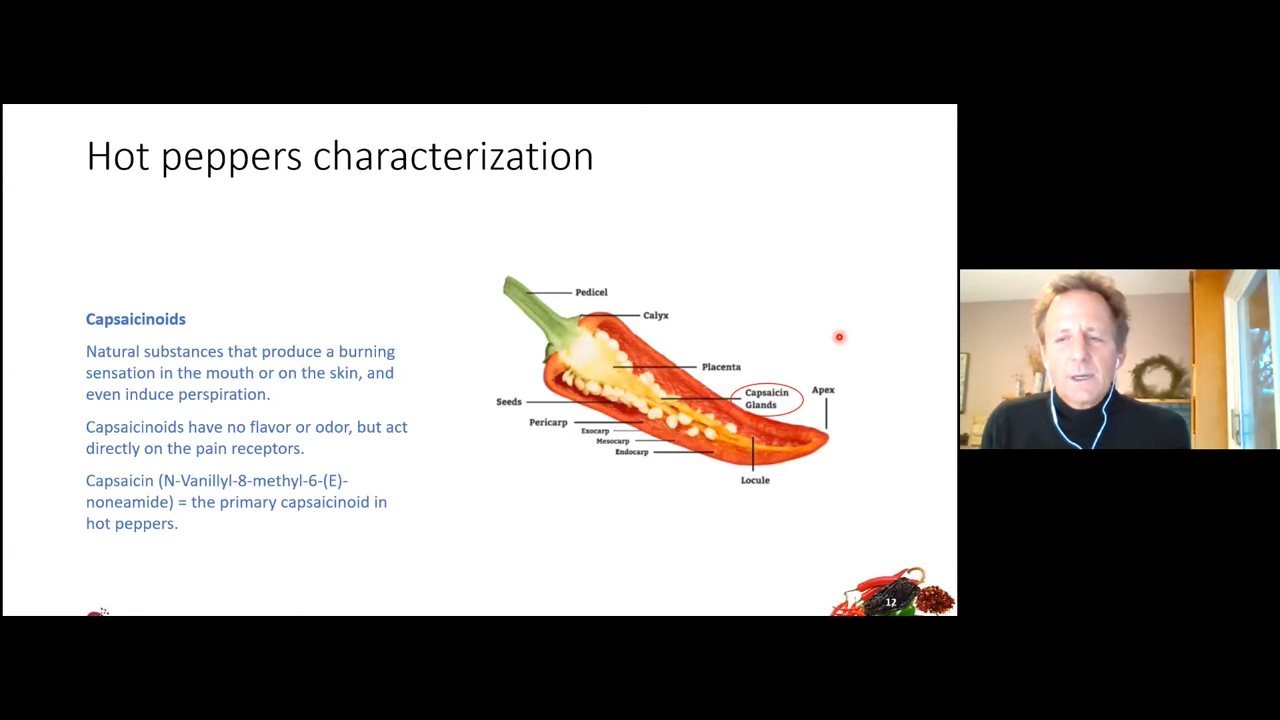 Hot peppers characterization
Capsaicinoids
Natural substances that produce a burning
sensation in the mouth or on the skin, and
even induce perspiration.
Capsaicinoids have no flavor or odor, but act
directly on the pain receptors.
Capsaicin (N-Vanillyl-8-methyl-6-(E)-
noneamide) = the primary capsaicinoid in
hot peppers.
Pedicel
Calyx
Placenta
Capsaicin
Glands
Apex
Seeds
Pericarp
Exocarp
Mesocarp
Endocarp
Locule
12